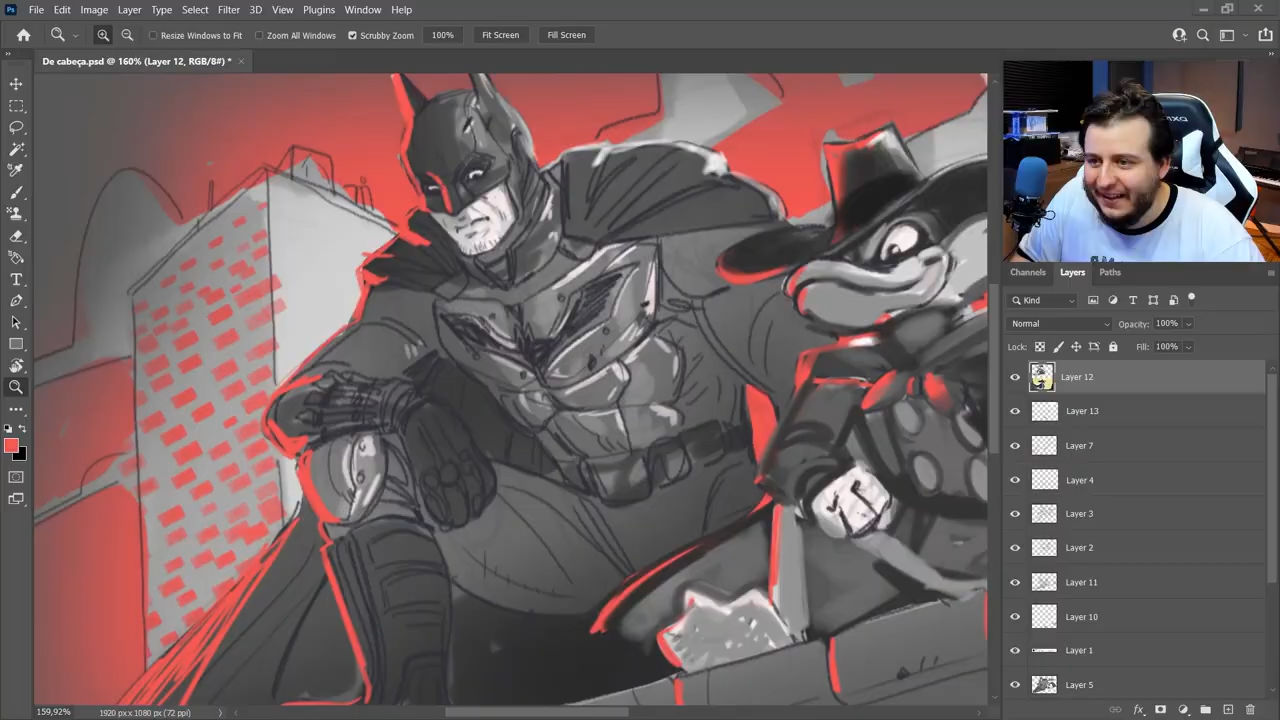 Ps File Edit Image Layer Type Select Filter 3D View Plugins Window Help
Resize Windows to Fit Zoom All Windows Scrubby Zoom 100% Fit Screen Fill Screen
De cabeça.psd @ 160% (Layer 12, RGB/8#) *
Channels Layers Paths
Kind
Normal Opacity: 100%
Lock: Fill: 100%
Layer 12
Layer 13
Layer 7
Layer 4
Layer 3
Layer 2
Layer 11
Layer 10
Layer 1
Layer 5
159,92% 1920 px x 1080 px (72 ppi)
fx